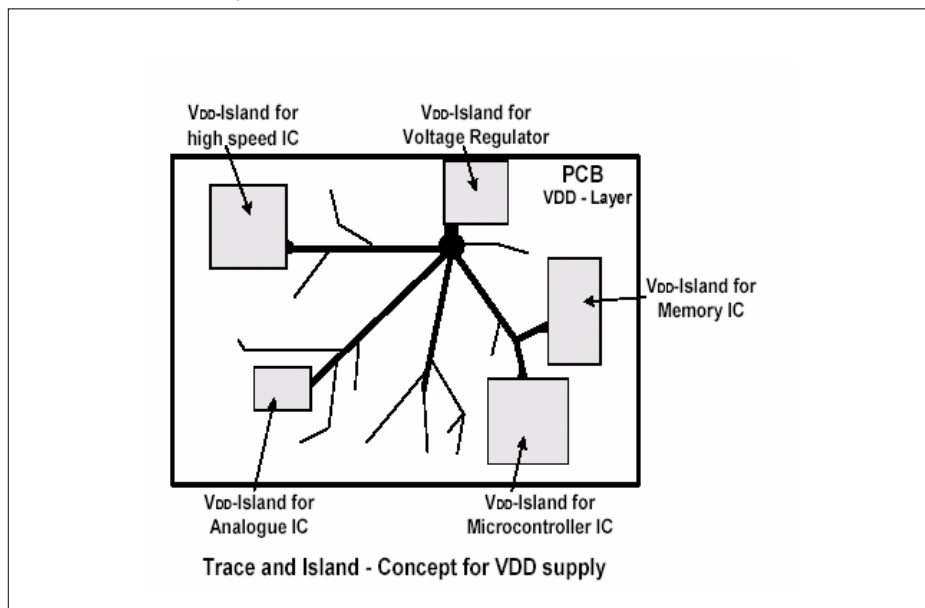 VDD-Island for
high speed IC
VDD-Island for
Voltage Regulator
PCB
VDD - Layer
VDD-Island for
Memory IC
VDD-Island for
Analogue IC
VDD-Island for
Microcontroller IC
Trace and Island - Concept for VDD supply